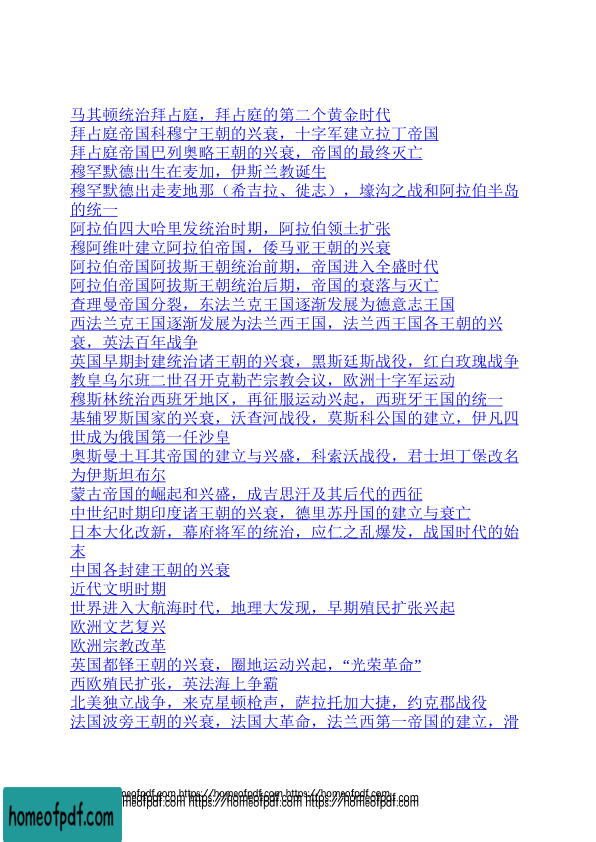 马其顿统治拜占庭，拜占庭的第二个黄金时代
拜占庭帝国科穆宁王朝的兴衰，十字军建立拉丁帝国
拜占庭帝国巴列奥略王朝的兴衰，帝国的最终灭亡
穆罕默德出生在麦加，伊斯兰教诞生
穆罕默德出走麦地那（希吉拉、徙志），壕沟之战和阿拉伯半岛
的统一
阿拉伯四大哈里发统治时期，阿拉伯领土扩张
穆阿维叶建立阿拉伯帝国，倭马亚王朝的兴衰
阿拉伯帝国阿拔斯王朝统治前期，帝国进入全盛时代
阿拉伯帝国阿拔斯王朝统治后期，帝国的衰落与灭亡
查理曼帝国分裂，东法兰克王国逐渐发展为德意志王国
西法兰克王国逐渐发展为法兰西王国，法兰西王国各王朝的兴
衰，英法百年战争
英国早期封建统治诸王朝的兴衰，黑斯廷斯战役，红白玫瑰战争
教皇乌尔班二世召开克勒芒宗教会议，欧洲十字军运动
穆斯林统治西班牙地区，再征服运动兴起，西班牙王国的统一
基辅罗斯国家的兴衰，沃查河战役，莫斯科公国的建立，伊凡四
世成为俄国第一任沙皇
奥斯曼土耳其帝国的建立与兴盛，科索沃战役，君士坦丁堡改名
为伊斯坦布尔
蒙古帝国的崛起和兴盛，成吉思汗及其后代的西征
中世纪时期印度诸王朝的兴衰，德里苏丹国的建立与衰亡
日本大化改新，幕府将军的统治，应仁之乱爆发，战国时代的始
末
中国各封建王朝的兴衰
近代文明时期
世界进入大航海时代，地理大发现，早期殖民扩张兴起
欧洲文艺复兴
欧洲宗教改革
英国都铎王朝的兴衰，圈地运动兴起，“光荣革命”
西欧殖民扩张，英法海上争霸
北美独立战争，来克星顿枪声，萨拉托加大捷，约克郡战役
法国波旁王朝的兴衰，法国大革命，法兰西第一帝国的建立，滑
homeofpdf.com https://homeofpdf.com https://homeofpdf.com
homeofpdf.com https://homeofpdf.com https://homeofpdf.com
homeofpdf.com